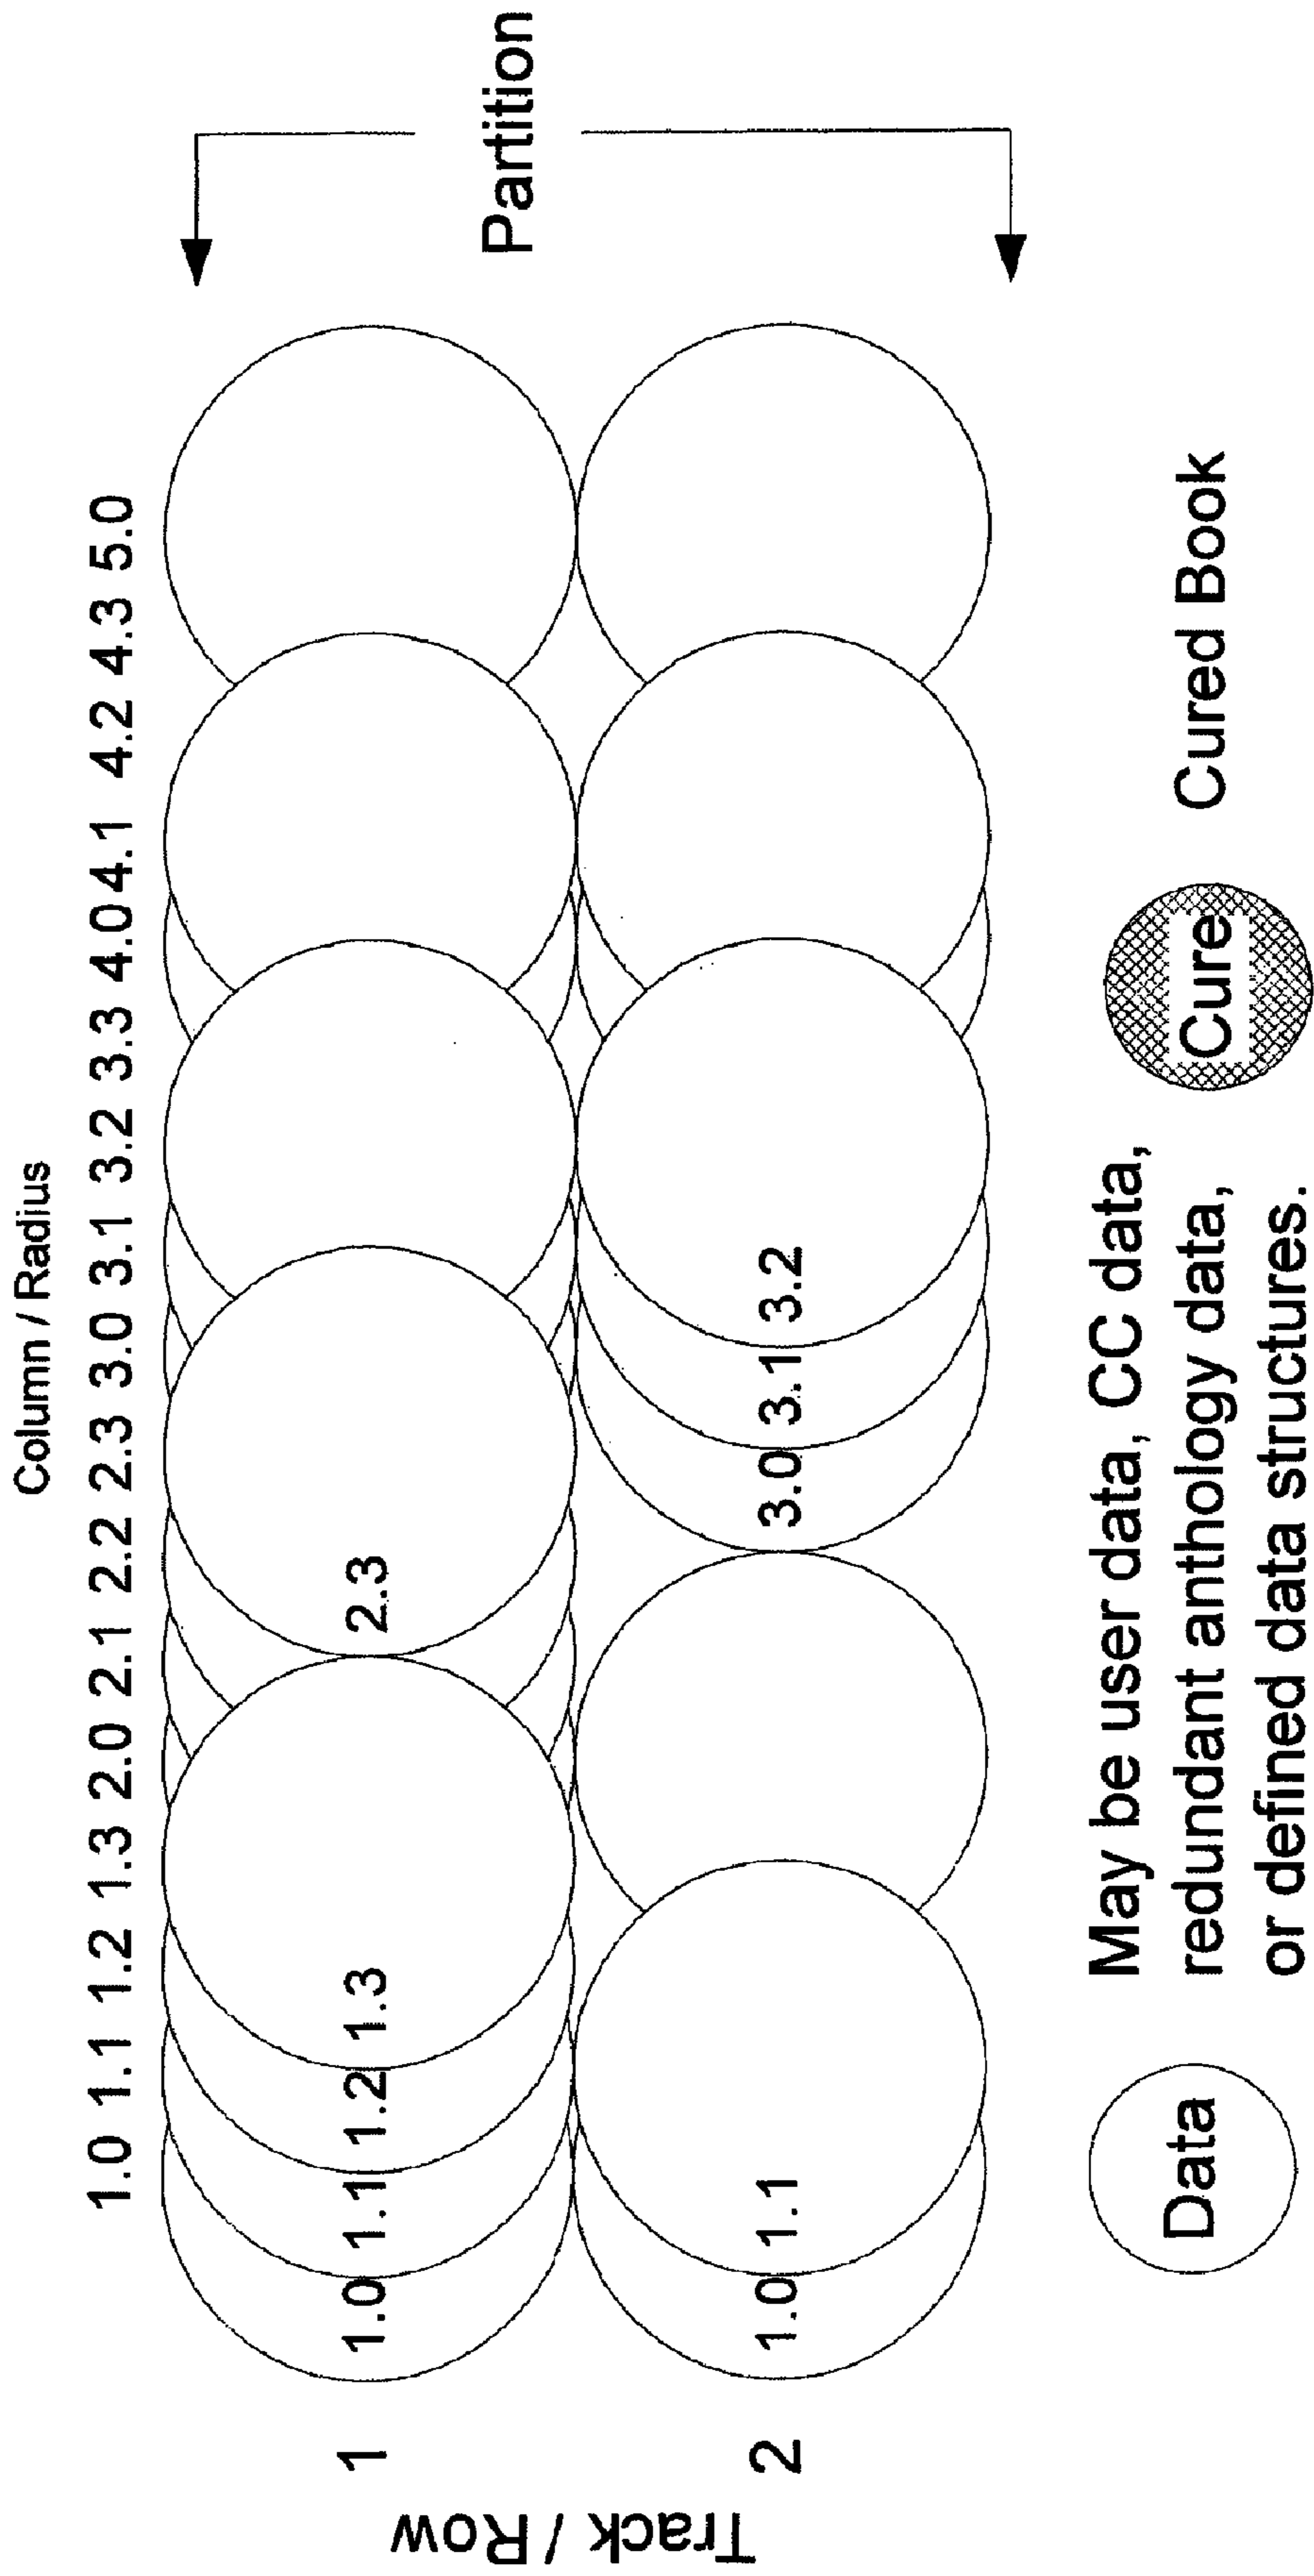 Column / Radius
1.0 1.1 1.2 1.3 2.0 2.1 2.2 2.3 3.0 3.1 3.2 3.3 4.0 4.1 4.2 4.3 5.0
Track / Row
1
1.0 1.1 1.2 1.3
2.3
2
1.0 1.1
3.0 3.1 3.2
Partition
Data
May be user data, CC data,
redundant anthology data,
or defined data structures.
Cure
Cured Book